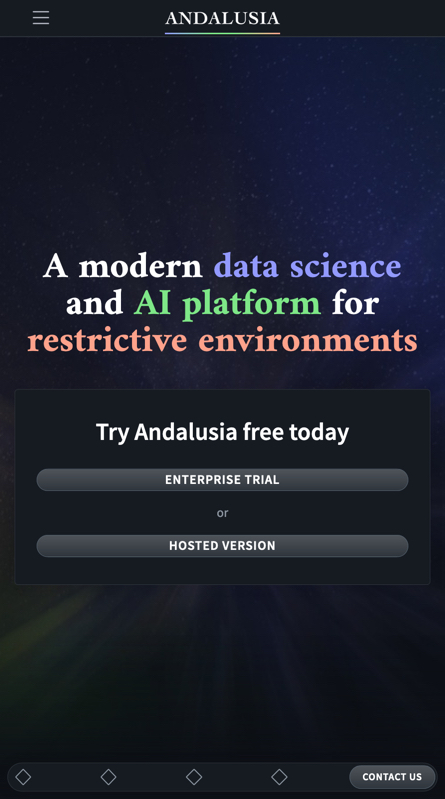 ANDALUSIA
A modern data science
and AI platform for
restrictive environments
Try Andalusia free today
ENTERPRISE TRIAL
or
HOSTED VERSION
CONTACT US